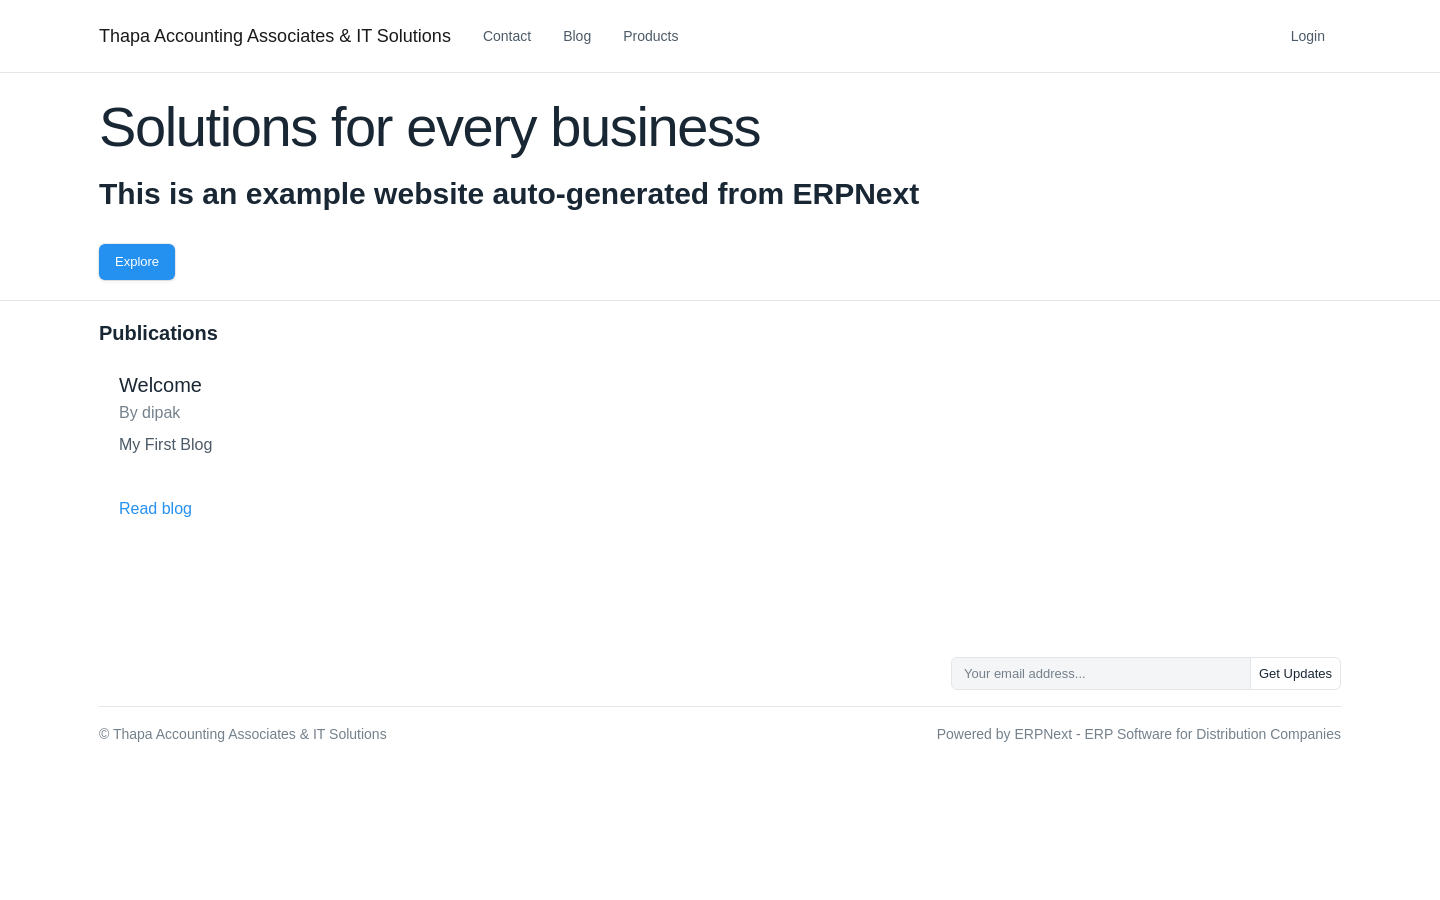 Thapa Accounting Associates & IT Solutions Contact Blog Products Login
Solutions for every business
This is an example website auto-generated from ERPNext
Explore
Publications
Welcome
By dipak
My First Blog
Read blog
Your email address... Get Updates
© Thapa Accounting Associates & IT Solutions Powered by ERPNext - ERP Software for Distribution Companies